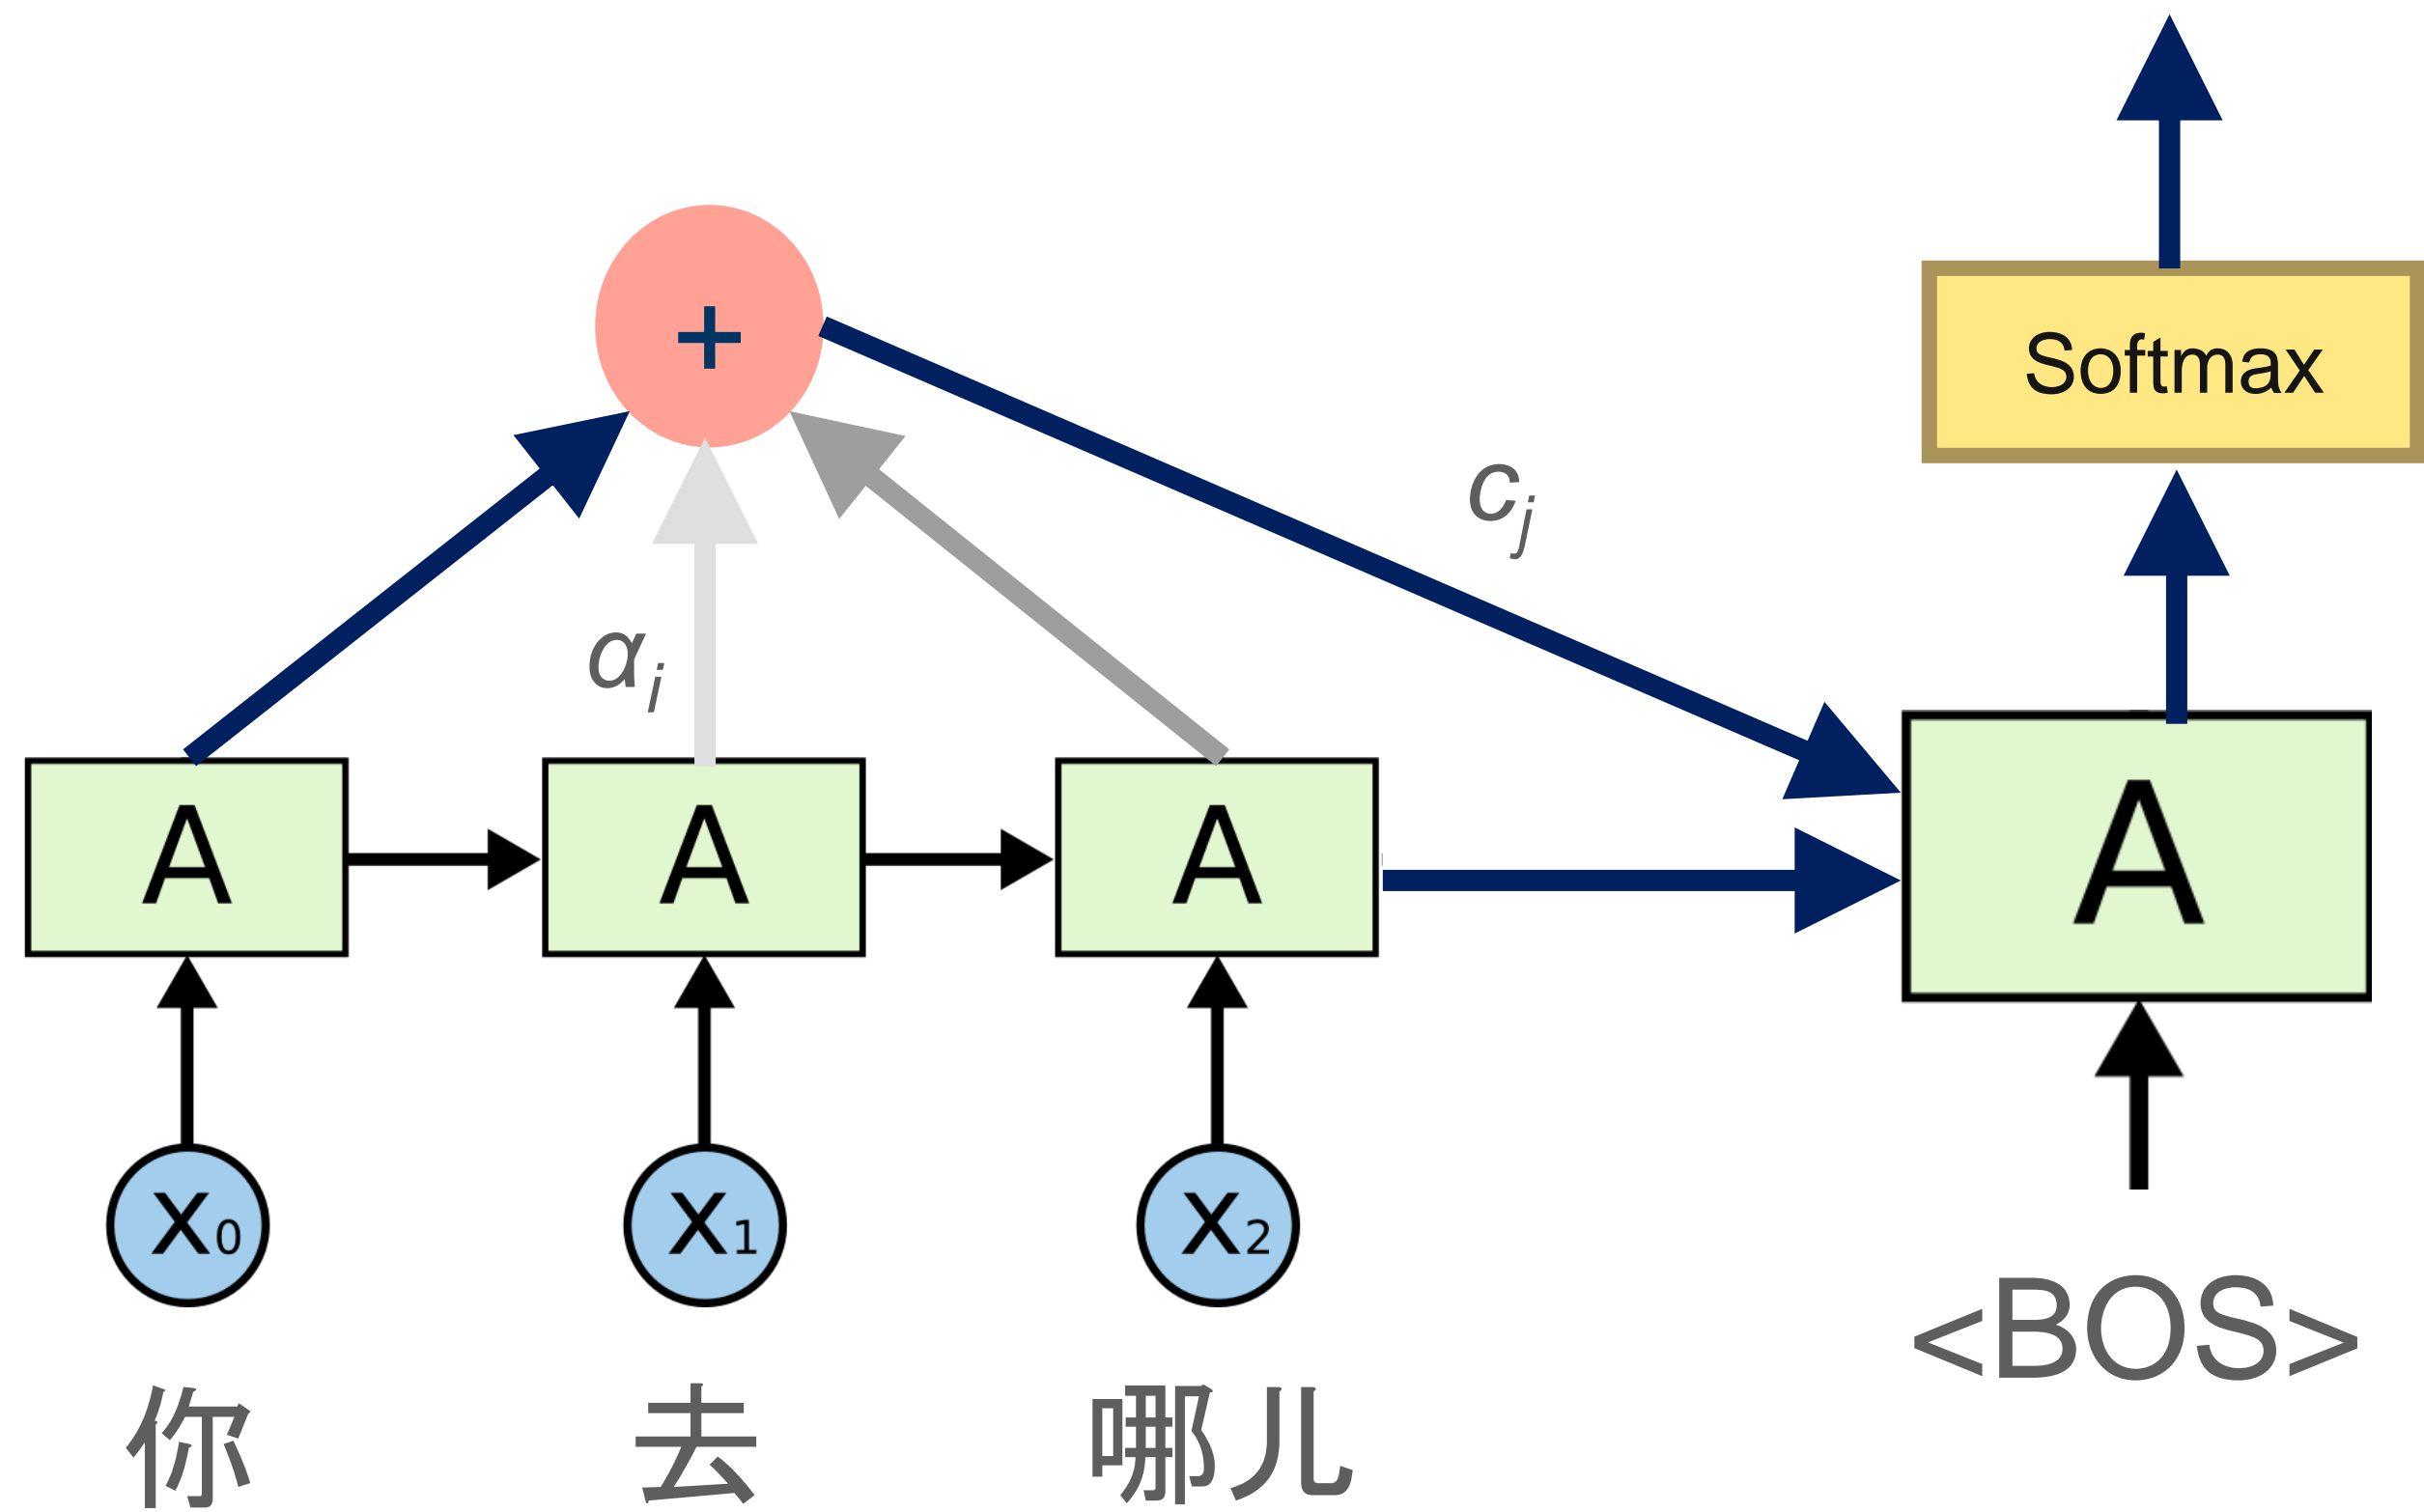 +
Softmax
c_j
α_i
A A A A
x₀ x₁ x₂
<BOS>
你 去 哪儿